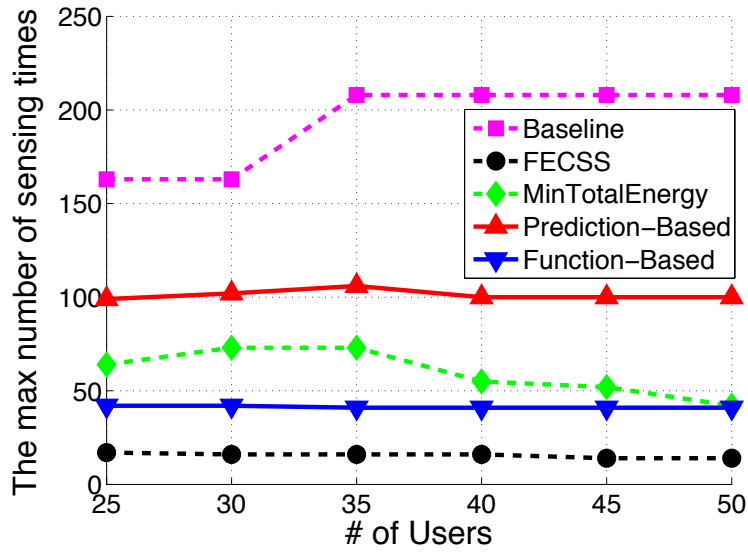 The max number of sensing times
250
200
150
100
50
0
Baseline
FECSS
MinTotalEnergy
Prediction−Based
Function−Based
25 30 35 40 45 50
# of Users